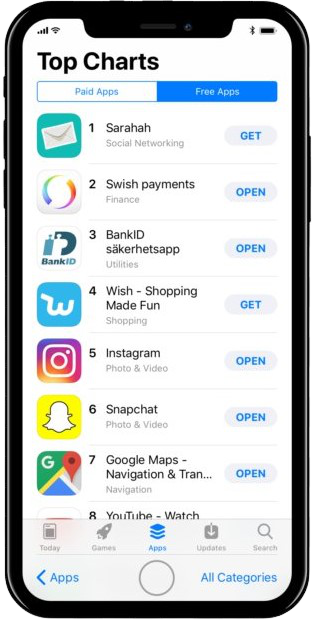 Top Charts
Paid Apps
Free Apps
1 Sarahah
Social Networking
GET
2 Swish payments
Finance
OPEN
BankID
3 BankID
säkerhetsapp
Utilities
OPEN
4 Wish - Shopping
Made Fun
Shopping
GET
5 Instagram
Photo & Video
OPEN
6 Snapchat
Photo & Video
OPEN
G
7 Google Maps -
Navigation & Tran...
Navigation
OPEN
8 YouTube - Watch
Today
Games
Apps
Updates
Search
Apps
All Categories